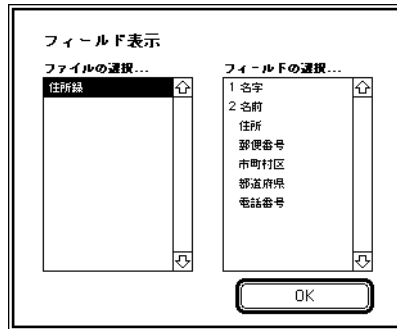 フィールド表示
ファイルの選択...
住所録
フィールドの選択...
1 名字
2 名前
住所
郵便番号
市町村区
都道府県
電話番号
OK